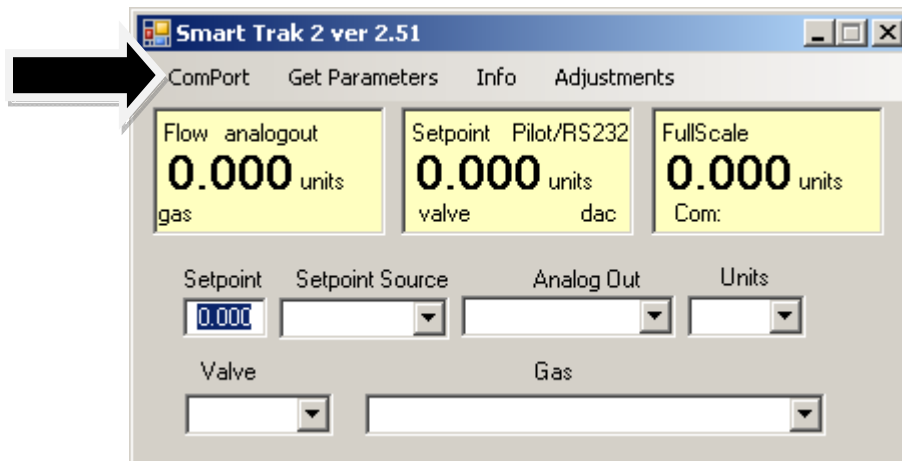 Smart Trak 2 ver 2.51
ComPort Get Parameters Info Adjustments
Flow analogout
0.000 units
gas
Setpoint Pilot/RS232
0.000 units
valve dac
FullScale
0.000 units
Com:
Setpoint Setpoint Source Analog Out Units
0.000
Valve Gas